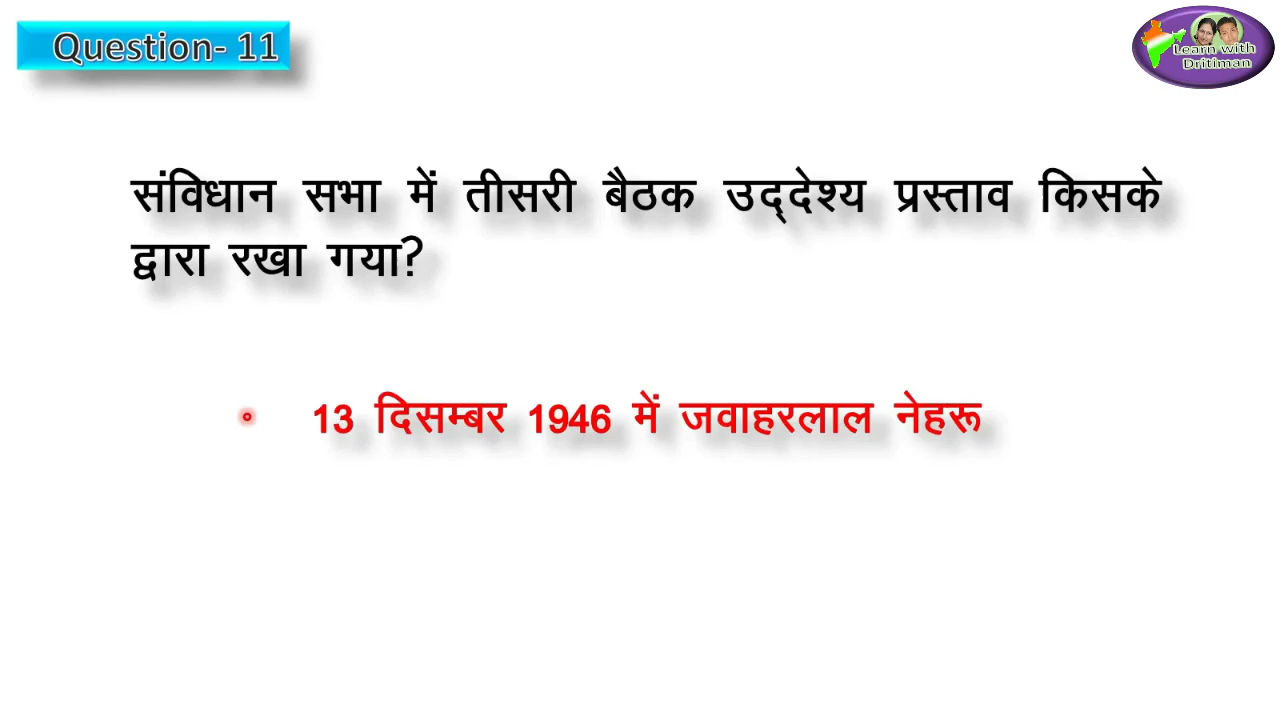 Question- 11
Learn with
Dritiman
संविधान सभा में तीसरी बैठक उद्देश्य प्रस्ताव किसके
द्वारा रखा गया?
13 दिसम्बर 1946 में जवाहरलाल नेहरू